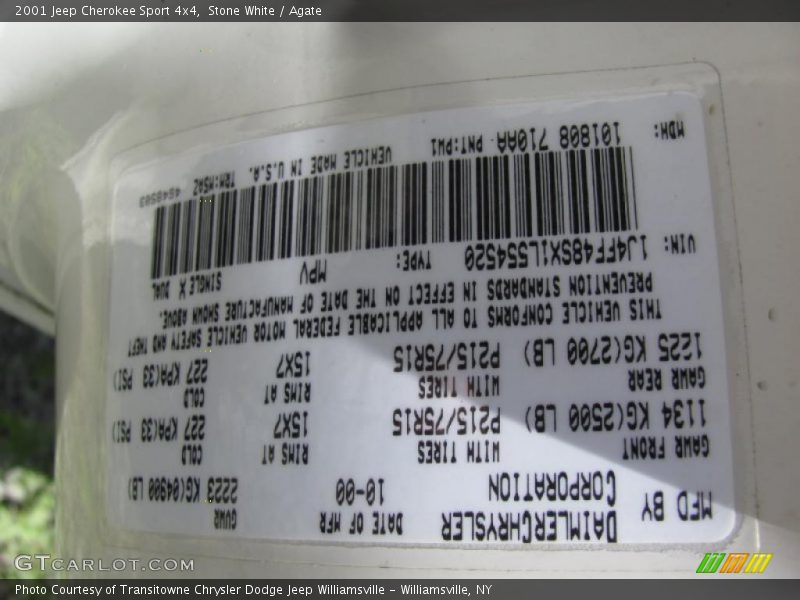 2001 Jeep Cherokee Sport 4x4, Stone White / Agate
MFD BY DAIMLERCHRYSLER CORPORATION DATE OF MFR 10-00 GVWR 2223 KG(04900 LB)
GAWR FRONT WITH TIRES RIMS AT COLD
1134 KG(2500 LB) P215/75R15 15X7 227 KPA(33 PSI)
GAWR REAR WITH TIRES RIMS AT COLD
1225 KG(2700 LB) P215/75R15 15X7 227 KPA(33 PSI)
THIS VEHICLE CONFORMS TO ALL APPLICABLE FEDERAL MOTOR VEHICLE SAFETY AND THEFT
PREVENTION STANDARDS IN EFFECT ON THE DATE OF MANUFACTURE SHOWN ABOVE.
VIN: 1J4FF48SX1L554520 TYPE: MPV SINGLE X DUAL
MDH: 101808 710AA PNT:PW1 VEHICLE MADE IN U.S.A. TRM:MSAZ 4648503
GTCARLOT.COM
Photo Courtesy of Transitowne Chrysler Dodge Jeep Williamsville – Williamsville, NY